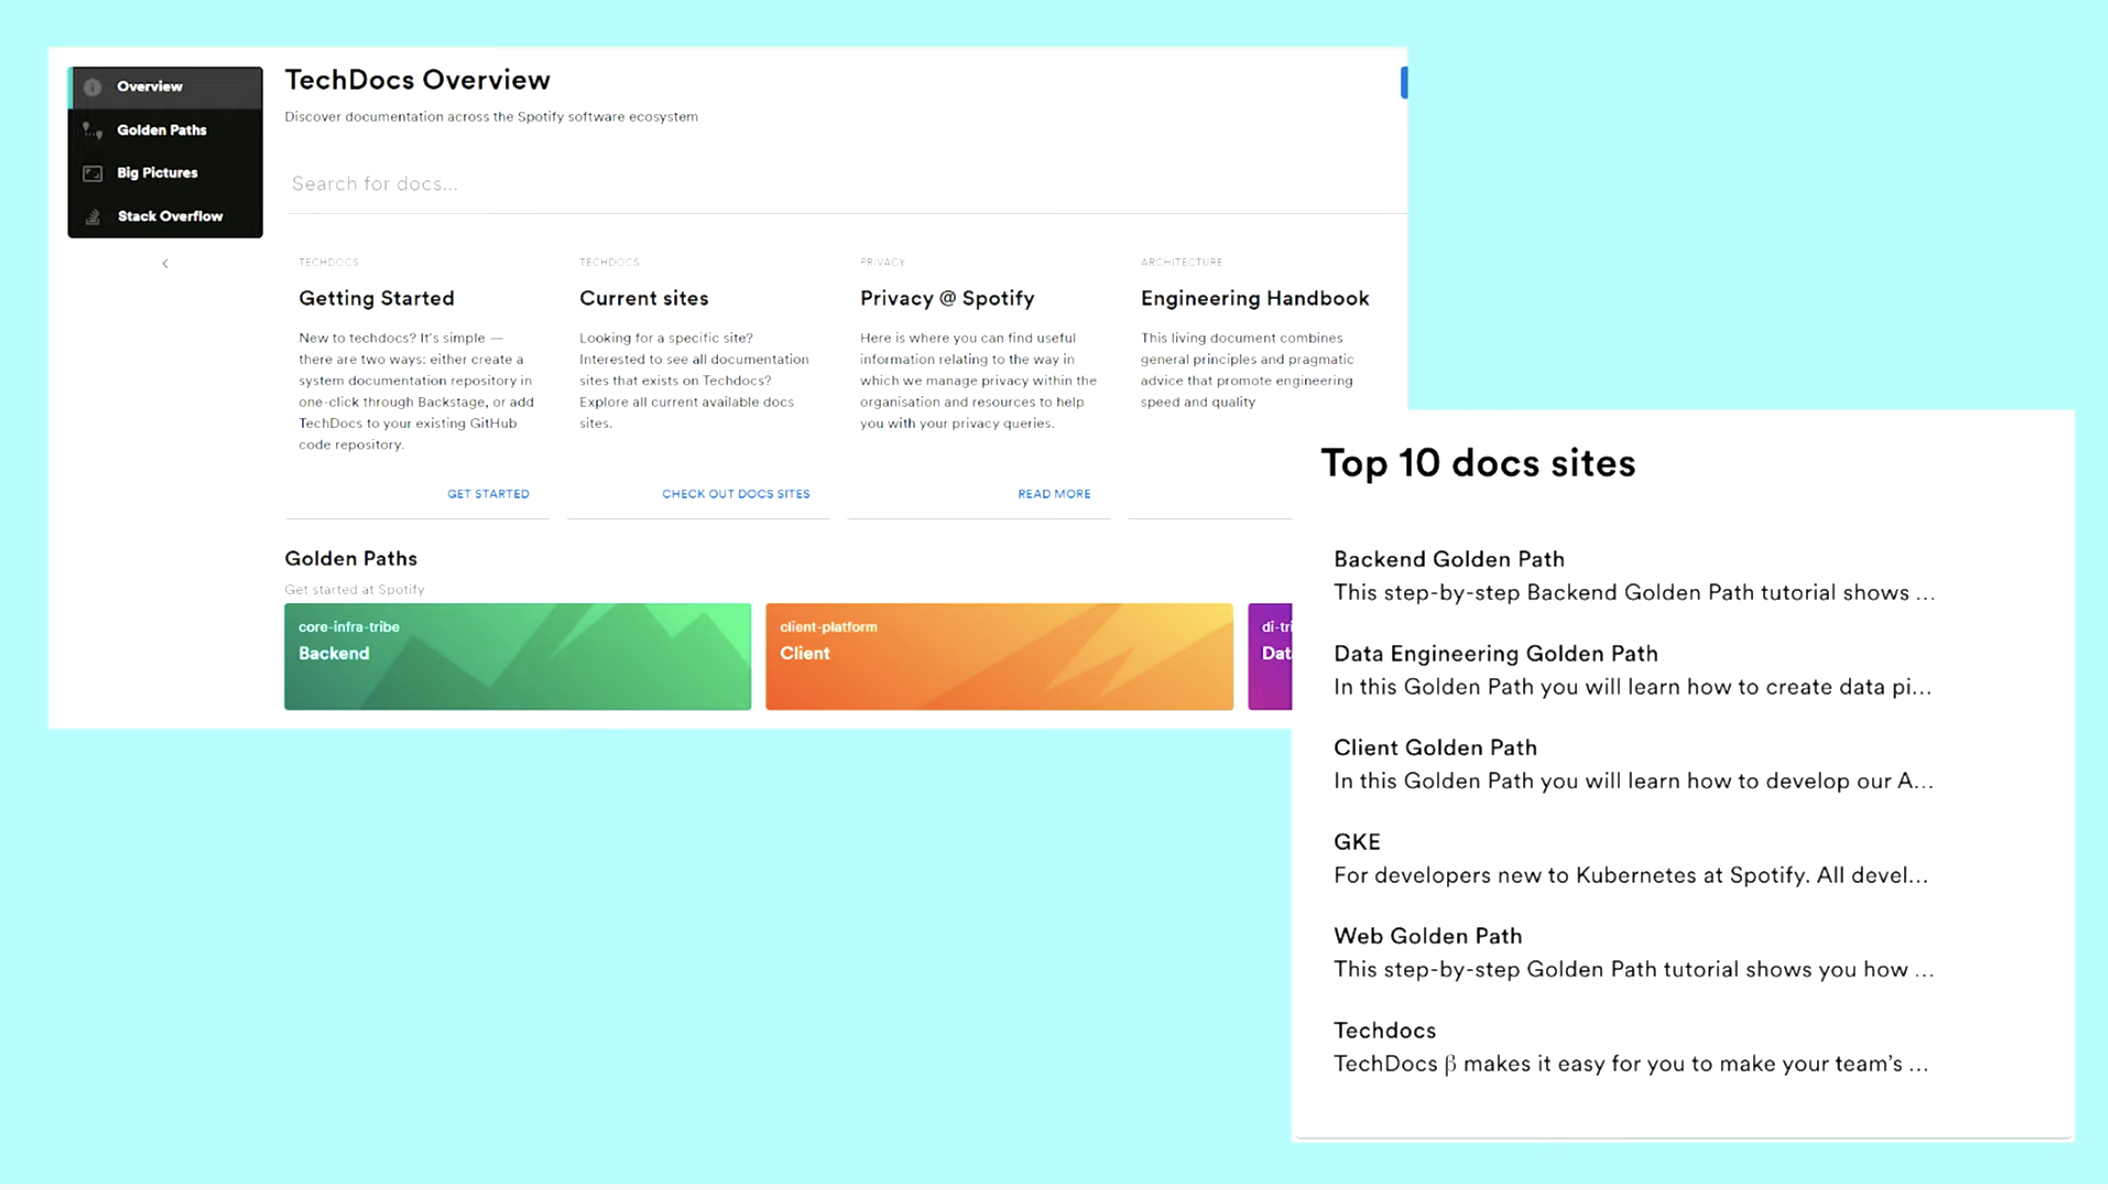 Overview
Golden Paths
Big Pictures
Stack Overflow
TechDocs Overview
Discover documentation across the Spotify software ecosystem
Search for docs...
TECHDOCS
Getting Started
New to techdocs? It's simple —
there are two ways: either create a
system documentation repository in
one-click through Backstage, or add
TechDocs to your existing GitHub
code repository.
GET STARTED
TECHDOCS
Current sites
Looking for a specific site?
Interested to see all documentation
sites that exists on Techdocs?
Explore all current available docs
sites.
CHECK OUT DOCS SITES
PRIVACY
Privacy @ Spotify
Here is where you can find useful
information relating to the way in
which we manage privacy within the
organisation and resources to help
you with your privacy queries.
READ MORE
ARCHITECTURE
Engineering Handbook
This living document combines
general principles and pragmatic
advice that promote engineering
speed and quality
Golden Paths
Get started at Spotify
core-infra-tribe
Backend
client-platform
Client
di-tri
Dat
Top 10 docs sites
Backend Golden Path
This step-by-step Backend Golden Path tutorial shows ...
Data Engineering Golden Path
In this Golden Path you will learn how to create data pi...
Client Golden Path
In this Golden Path you will learn how to develop our A...
GKE
For developers new to Kubernetes at Spotify. All devel...
Web Golden Path
This step-by-step Golden Path tutorial shows you how ...
Techdocs
TechDocs β makes it easy for you to make your team's ...